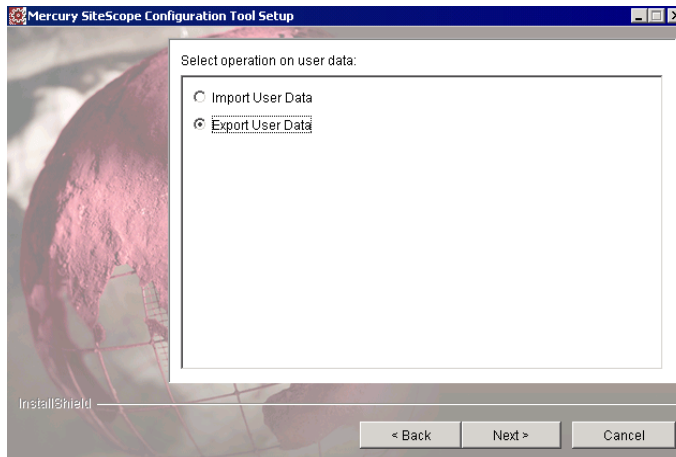 Mercury SiteScope Configuration Tool Setup
Select operation on user data:
Import User Data
Export User Data
InstallShield
< Back Next > Cancel